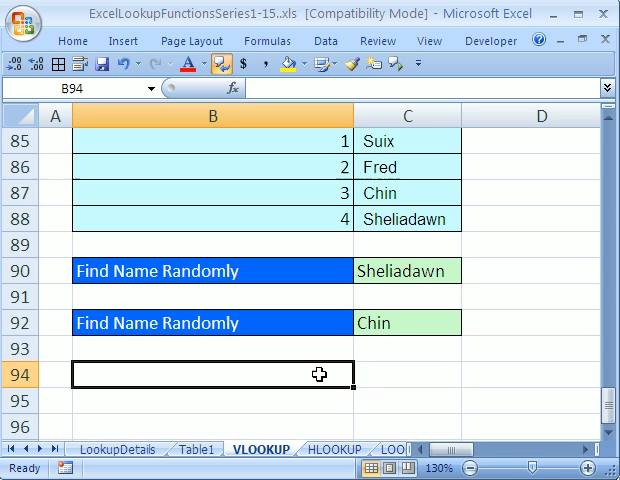 ExcelLookupFunctionsSeries1-15..xls [Compatibility Mode] - Microsoft Excel
Home Insert Page Layout Formulas Data Review View Developer
B94 fx
A B C D
85 1 Suix
86 2 Fred
87 3 Chin
88 4 Sheliadawn
89
90 Find Name Randomly Sheliadawn
91
92 Find Name Randomly Chin
93
94
95
96
LookupDetails Table1 VLOOKUP HLOOKUP LOO
Ready 130%